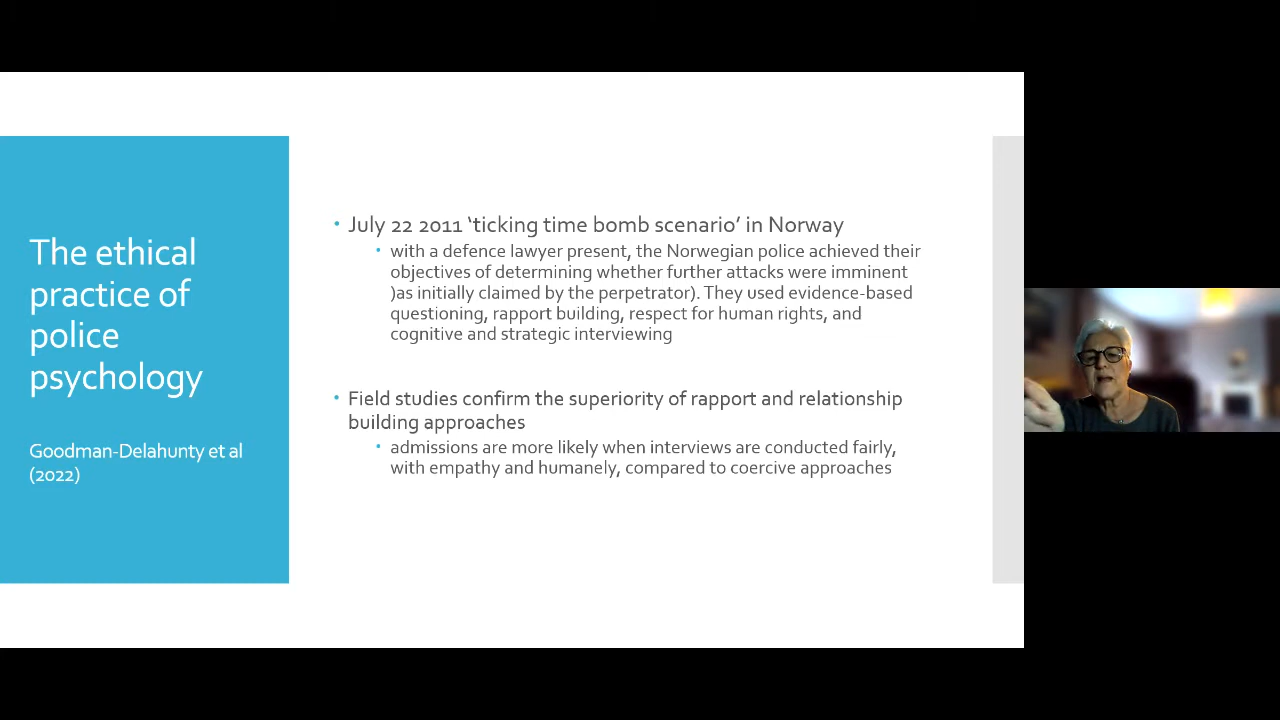 The ethical
practice of
police
psychology
Goodman-Delahunty et al
(2022)
• July 22 2011 ‘ticking time bomb scenario’ in Norway
• with a defence lawyer present, the Norwegian police achieved their
objectives of determining whether further attacks were imminent
)as initially claimed by the perpetrator). They used evidence-based
questioning, rapport building, respect for human rights, and
cognitive and strategic interviewing
• Field studies confirm the superiority of rapport and relationship
building approaches
• admissions are more likely when interviews are conducted fairly,
with empathy and humanely, compared to coercive approaches